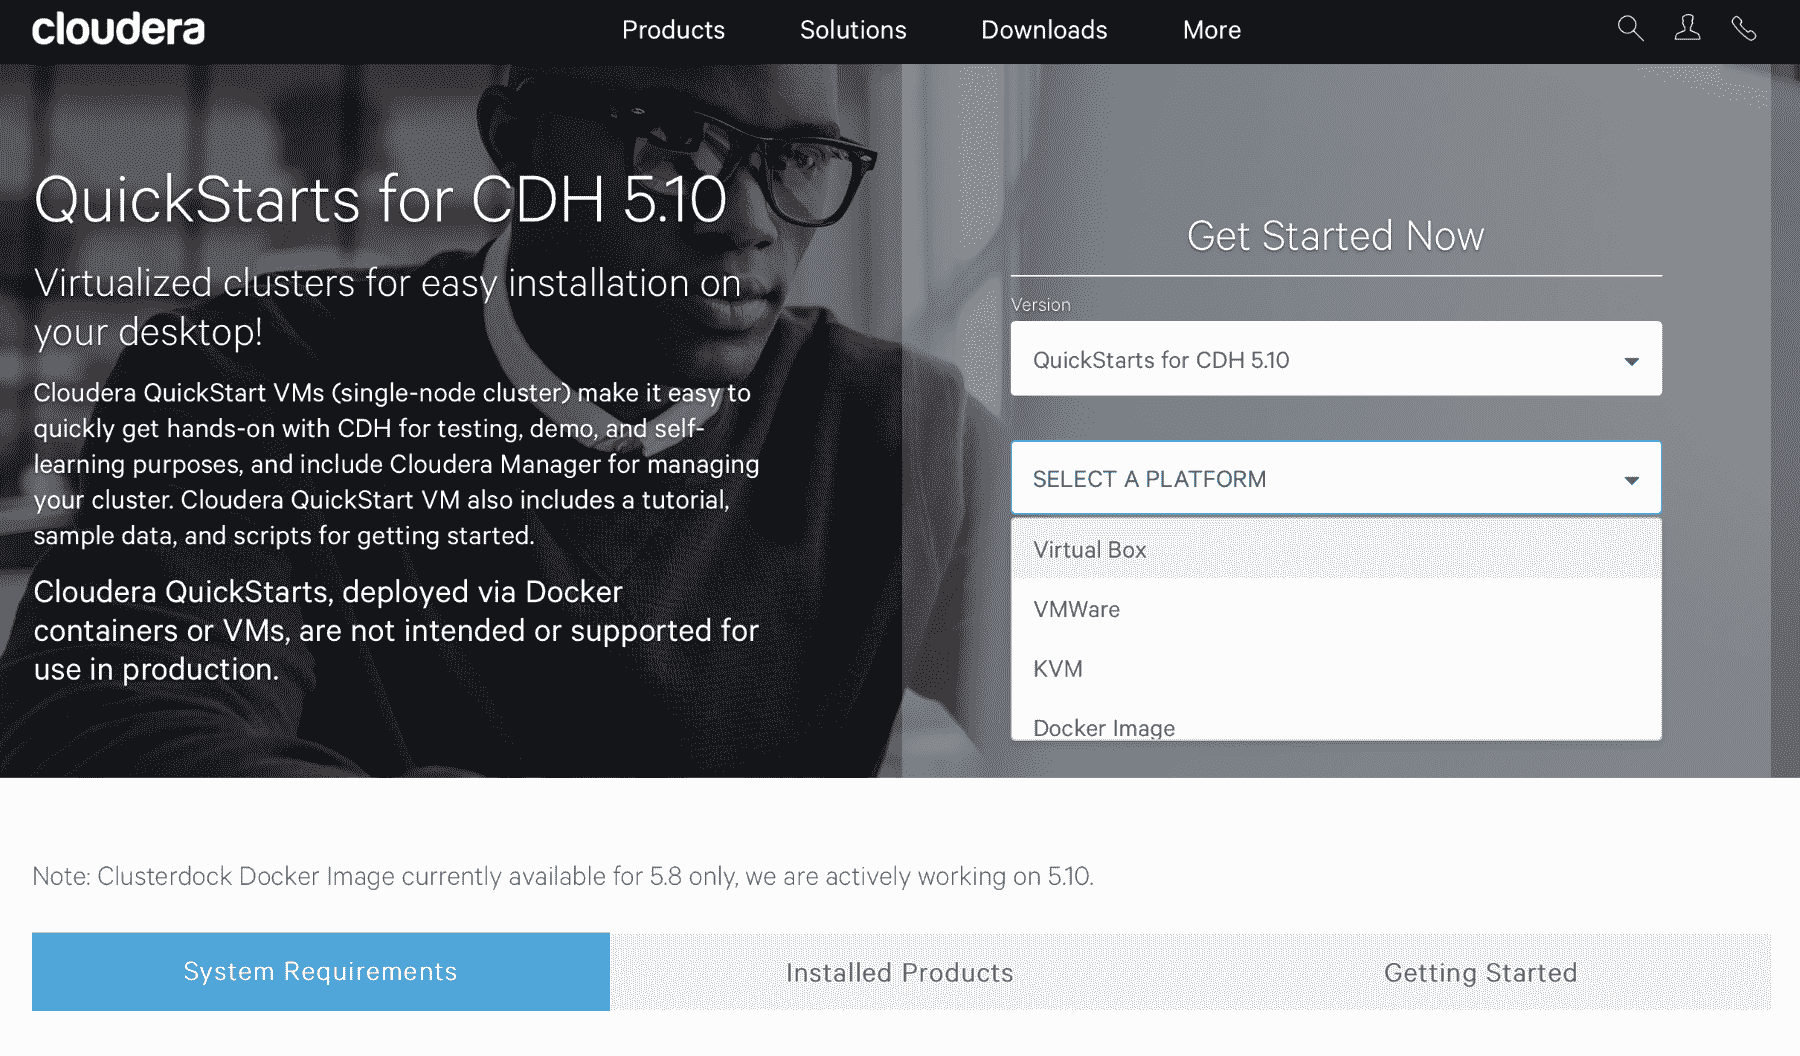 cloudera
Products
Solutions
Downloads
More
QuickStarts for CDH 5.10
Virtualized clusters for easy installation on
your desktop!
Cloudera QuickStart VMs (single-node cluster) make it easy to
quickly get hands-on with CDH for testing, demo, and self-
learning purposes, and include Cloudera Manager for managing
your cluster. Cloudera QuickStart VM also includes a tutorial,
sample data, and scripts for getting started.
Cloudera QuickStarts, deployed via Docker
containers or VMs, are not intended or supported for
use in production.
Get Started Now
Version
QuickStarts for CDH 5.10
SELECT A PLATFORM
Virtual Box
VMWare
KVM
Docker Image
Note: Clusterdock Docker Image currently available for 5.8 only, we are actively working on 5.10.
System Requirements
Installed Products
Getting Started